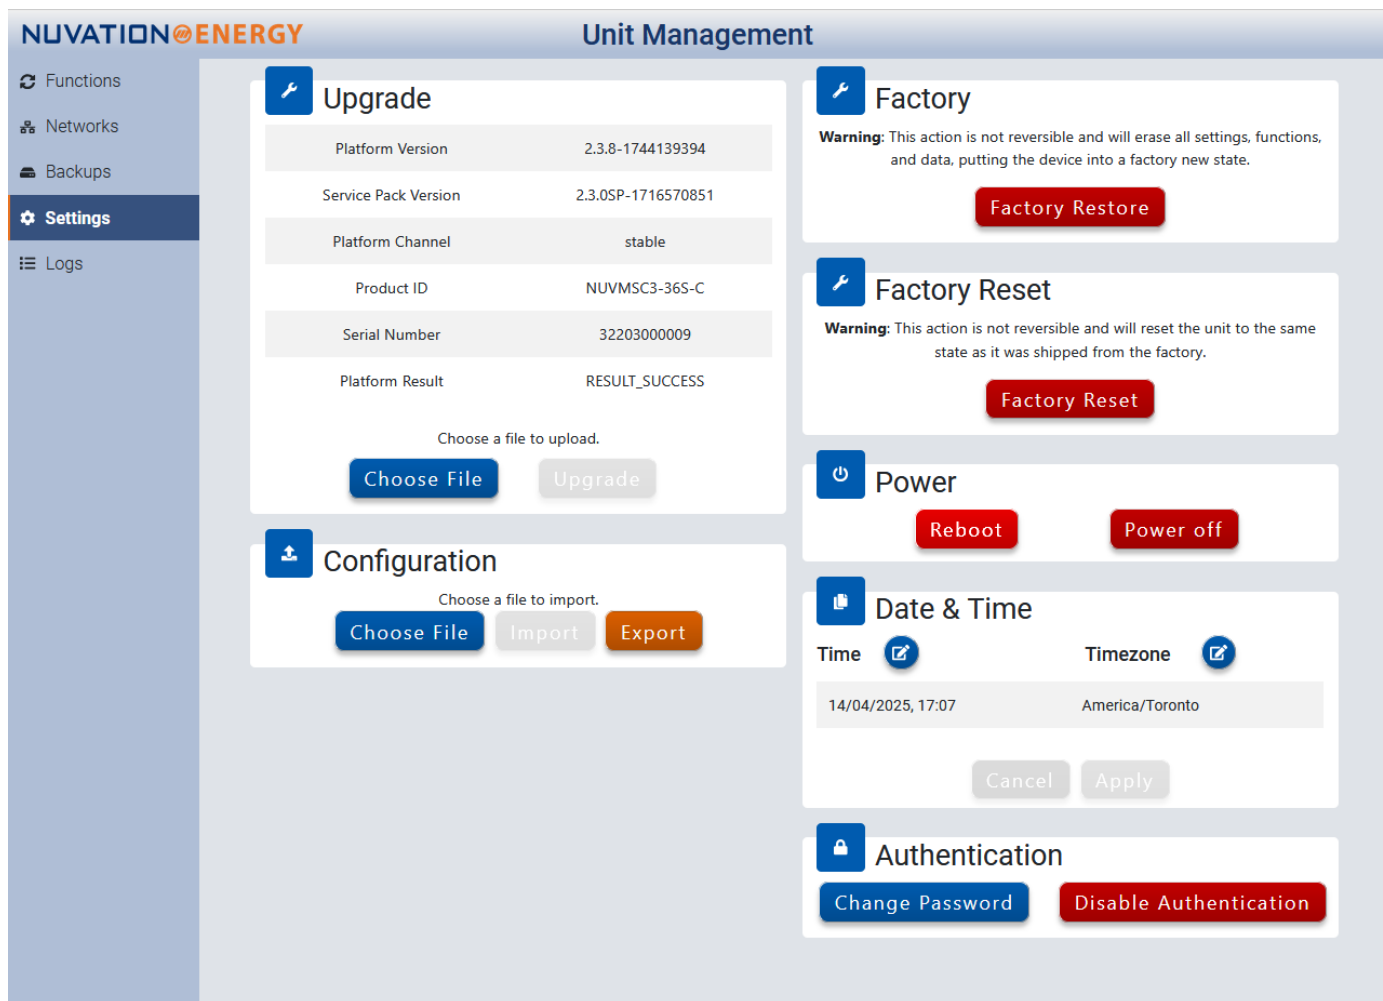 NUVATION ENERGY
Unit Management
Functions
Networks
Backups
Settings
Logs
Upgrade
Platform Version 2.3.8-1744139394
Service Pack Version 2.3.0SP-1716570851
Platform Channel stable
Product ID NUVMSC3-36S-C
Serial Number 32203000009
Platform Result RESULT_SUCCESS
Choose a file to upload.
Choose File Upgrade
Configuration
Choose a file to import.
Choose File Import Export
Factory
Warning: This action is not reversible and will erase all settings, functions,
and data, putting the device into a factory new state.
Factory Restore
Factory Reset
Warning: This action is not reversible and will reset the unit to the same
state as it was shipped from the factory.
Factory Reset
Power
Reboot Power off
Date & Time
Time Timezone
14/04/2025, 17:07 America/Toronto
Cancel Apply
Authentication
Change Password Disable Authentication